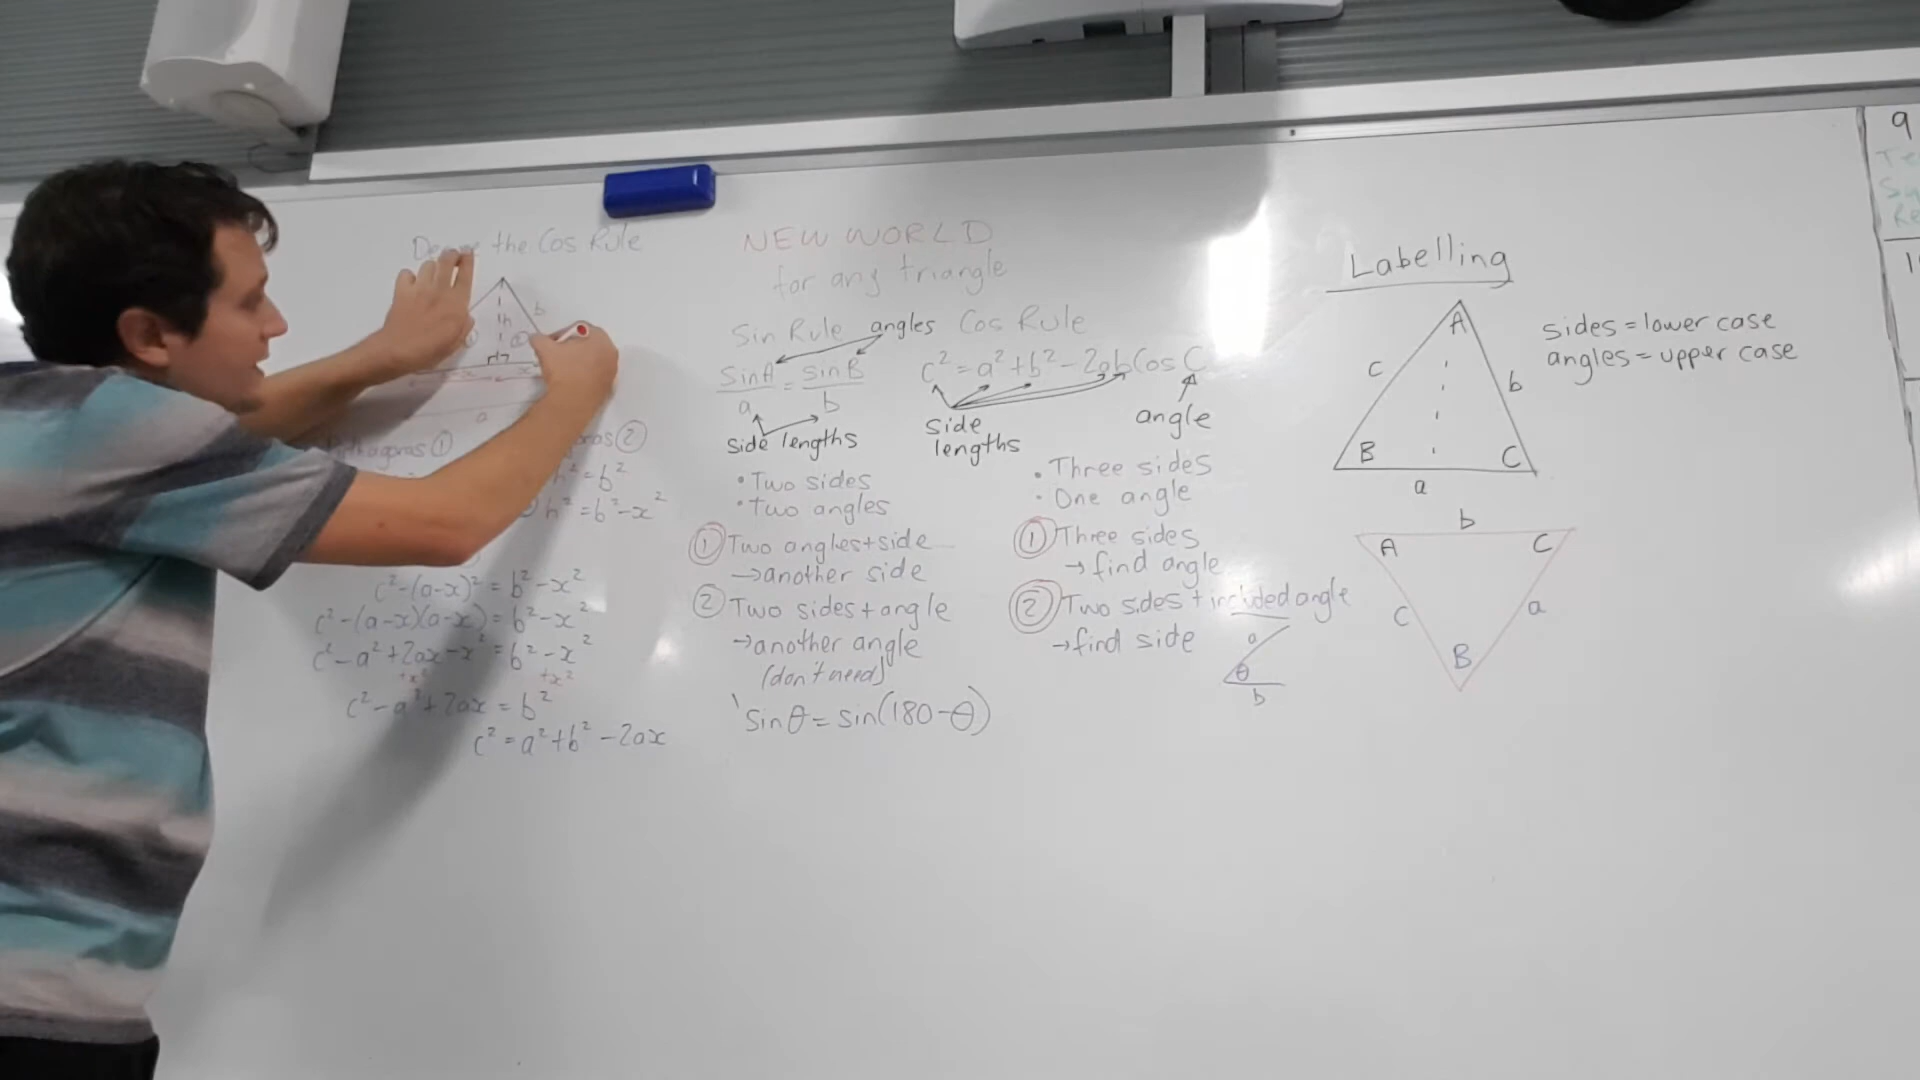 the Cos Rule
h
b
x
x
a
①
②
h² = b²
h² = b² - x²
c² - (a-x)² = b² - x²
c² - (a-x)(a-x) = b² - x²
c² - a² + 2ax - x² = b² - x²
+x² +x²
c² - a² + 2ax = b²
c² = a² + b² - 2ax
NEW WORLD
for any triangle
Sin Rule angles Cos Rule
SinA/a = sinB/b
side lengths
• Two sides
• Two angles
① Two angles + side
→ another side
② Two sides + angle
→ another angle
(don't need)
sinθ = sin(180-θ)
c² = a² + b² - 2ab Cos C
side lengths
angle
• Three sides
• One angle
① Three sides
→ find angle
② Two sides + included angle
→ find side
a
θ
b
Labelling
A
c
b
B
C
a
sides = lower case
angles = upper case
b
A
C
c
a
B
9